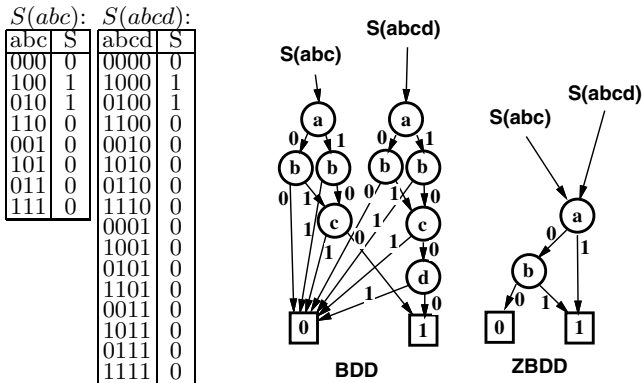 S(abc): S(abcd):
abc S abcd S
000 0 0000 0
100 1 1000 1
010 1 0100 1
110 0 1100 0
001 0 0010 0
101 0 1010 0
011 0 0110 0
111 0 1110 0
0001 0
1001 0
0101 0
1101 0
0011 0
1011 0
0111 0
1111 0
S(abcd)
S(abc)
a a
0 1 0 1
b b b b
0 1 1 0 0 1 1 0
c c
1 1 0 1 1 0
d
1 0
0 1
BDD
S(abcd)
S(abc)
a
0 1
b
0 1
0 1
ZBDD